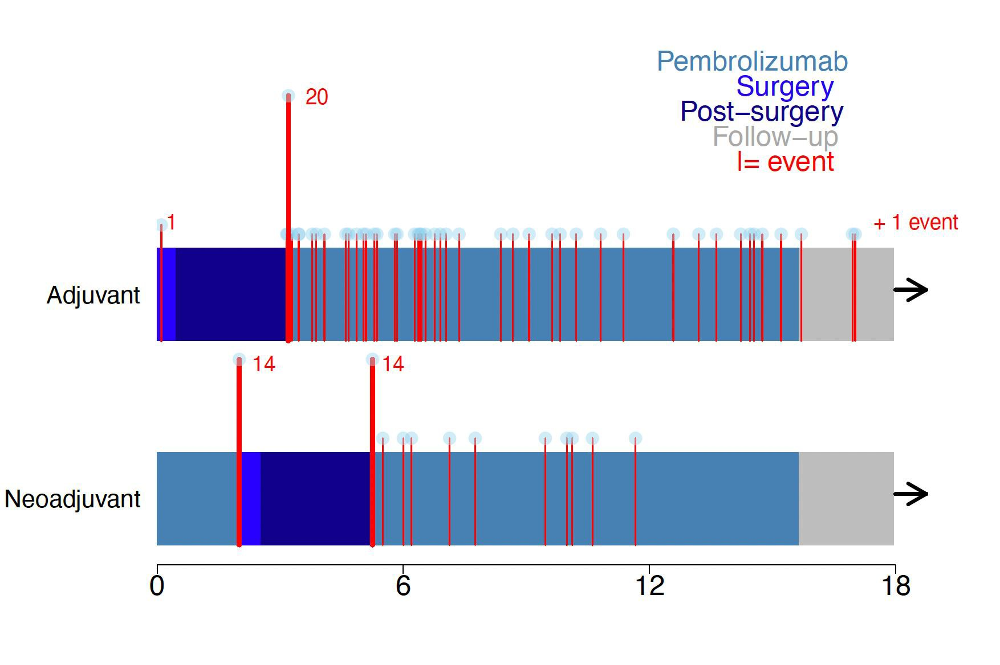 Pembrolizumab
Surgery
Post−surgery
Follow−up
|= event
20
1
+ 1 event
Adjuvant
14
14
Neoadjuvant
0
6
12
18